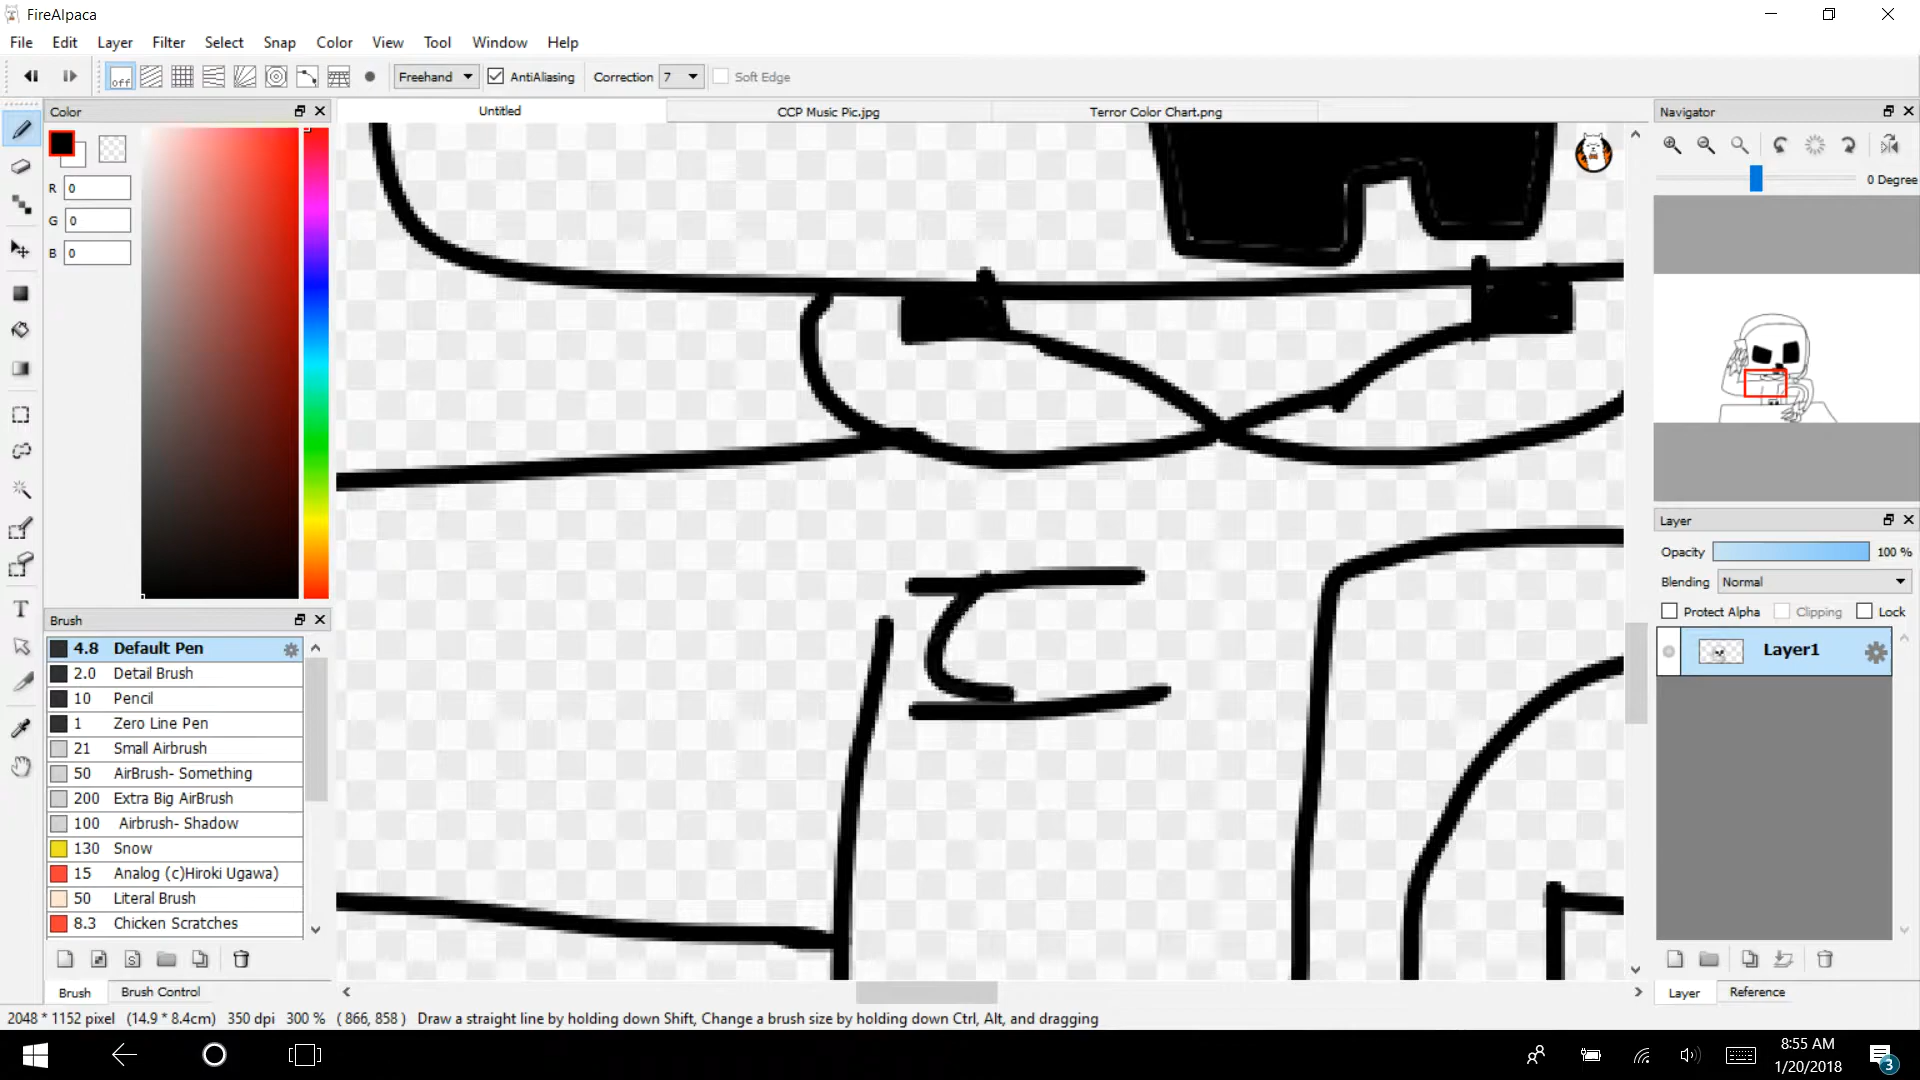 FireAlpaca
File Edit Layer Filter Select Snap Color View Tool Window Help
off Freehand AntiAliasing Correction 7 Soft Edge
Color Untitled CCP Music Pic.jpg Terror Color Chart.png Navigator
0 Degree
R 0
G 0
B 0
Layer
Opacity 100 %
Blending Normal
Protect Alpha Clipping Lock
Layer1
Brush
4.8 Default Pen
2.0 Detail Brush
10 Pencil
1 Zero Line Pen
21 Small Airbrush
50 AirBrush- Something
200 Extra Big AirBrush
100 Airbrush- Shadow
130 Snow
15 Analog (c)Hiroki Ugawa)
50 Literal Brush
8.3 Chicken Scratches
S
Brush Brush Control Layer Reference
2048 * 1152 pixel (14.9 * 8.4cm) 350 dpi 300 % ( 866, 858 ) Draw a straight line by holding down Shift, Change a brush size by holding down Ctrl, Alt, and dragging
8:55 AM
1/20/2018
3